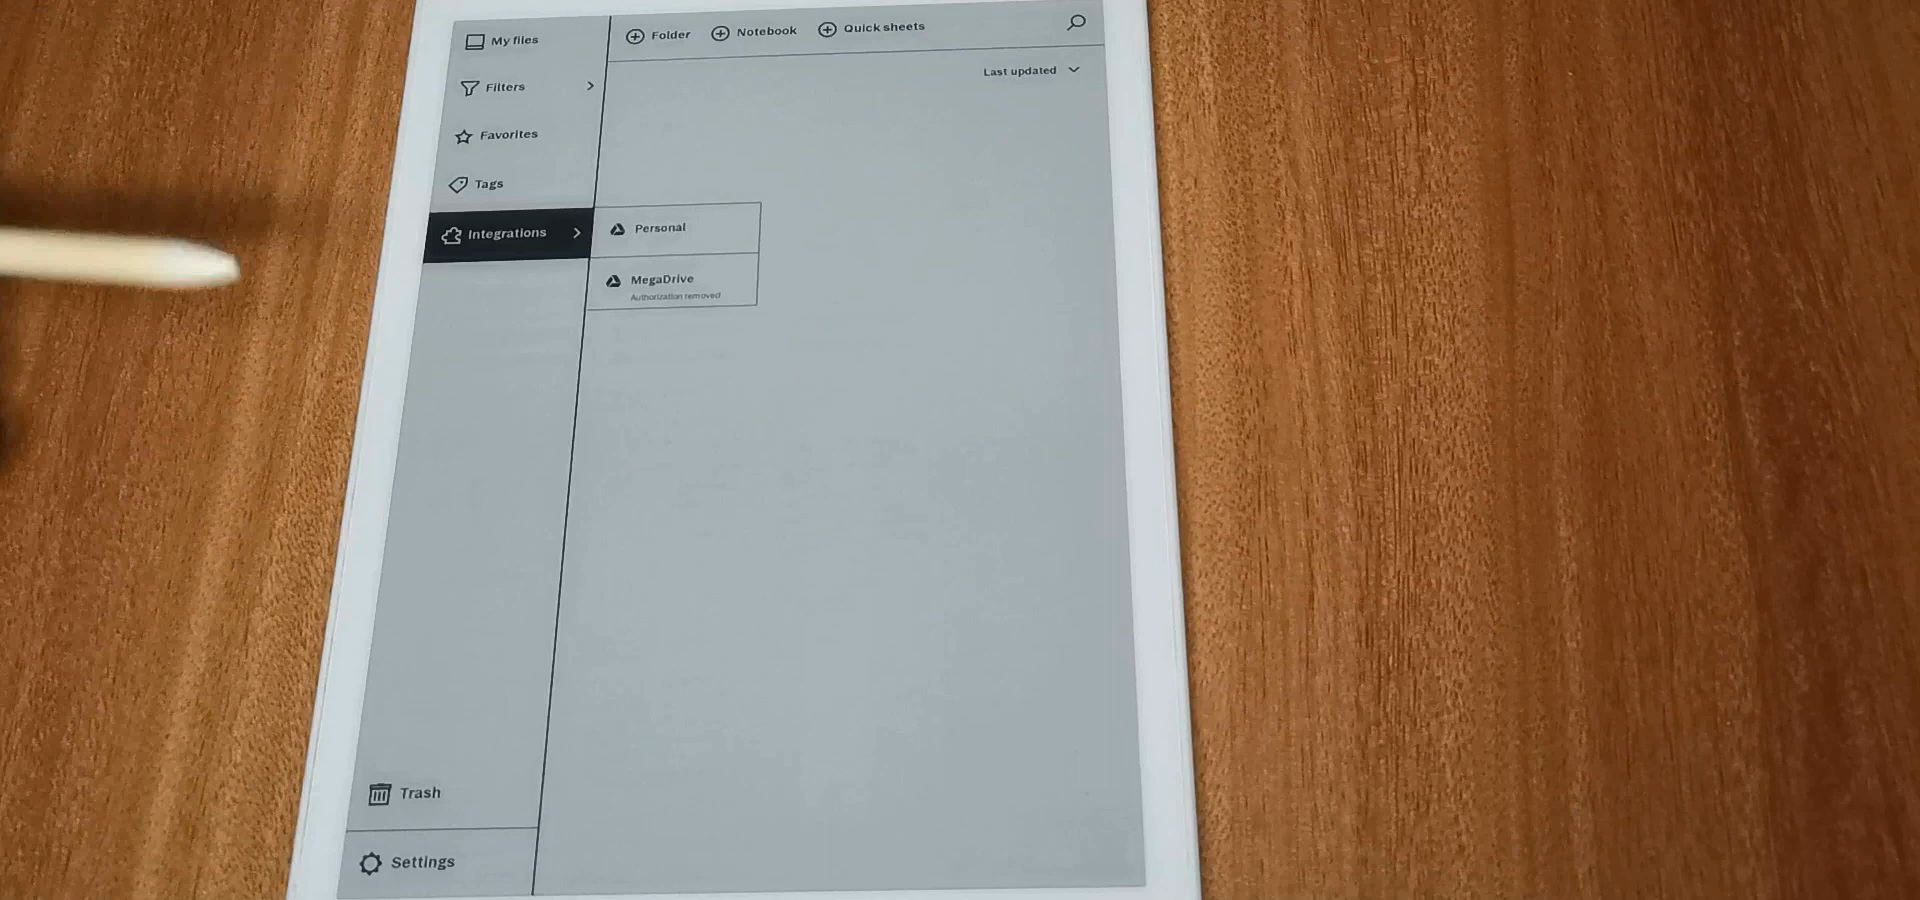 My files
Filters
Favorites
Tags
Integrations
Folder
Notebook
Quick sheets
Last updated
Personal
MegaDrive
Authorization removed
Trash
Settings